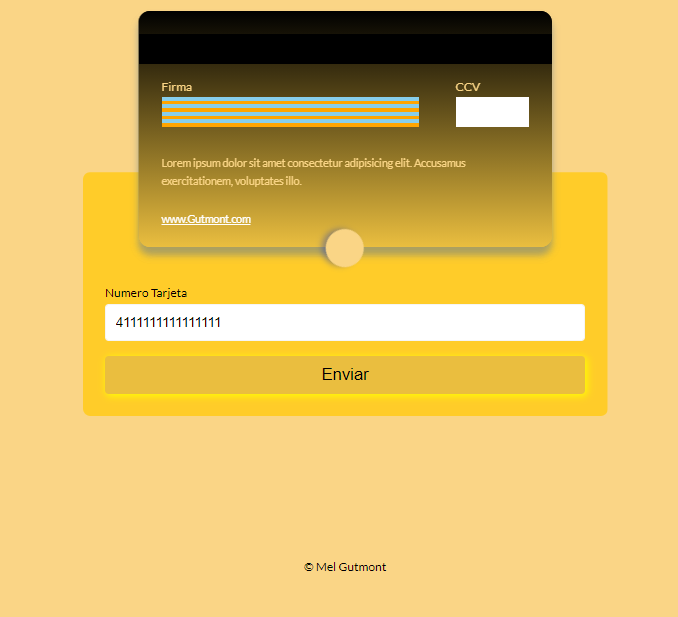 Firma
CCV
Lorem ipsum dolor sit amet consectetur adipisicing elit. Accusamus
exercitationem, voluptates illo.
www.Gutmont.com
Numero Tarjeta
4111111111111111
Enviar
© Mel Gutmont